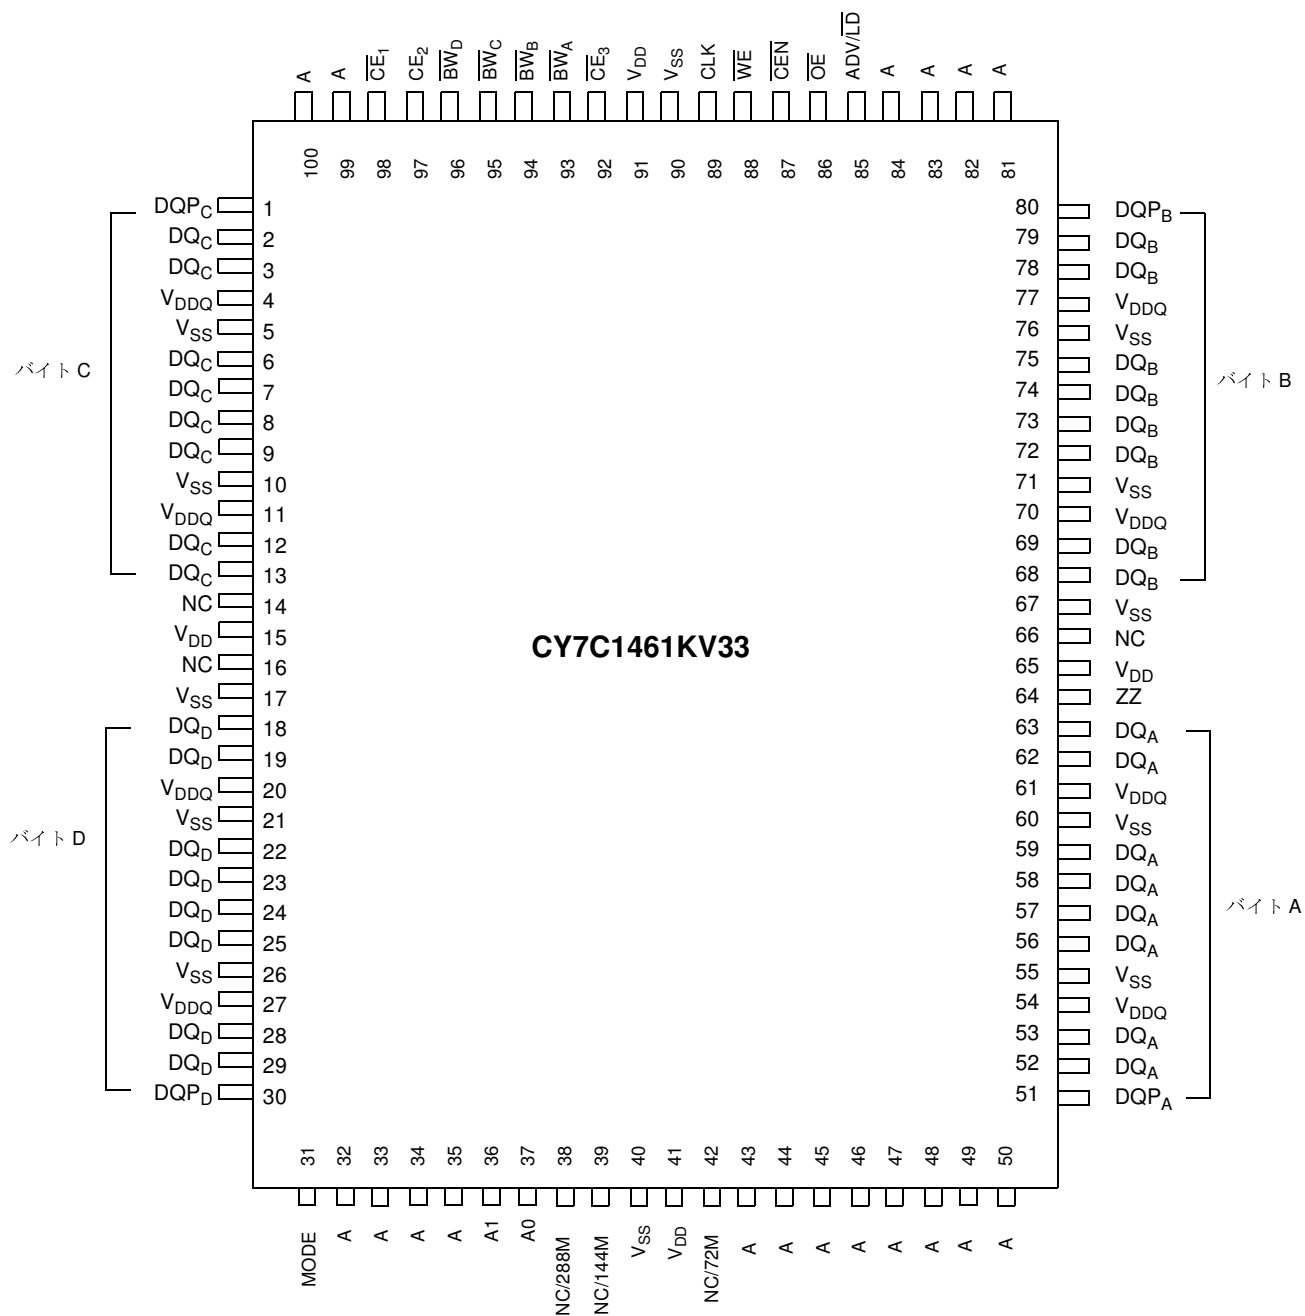 A A CE1 CE2 BWD BWC BWB BWA CE3 VDD VSS CLK WE CEN OE ADV/LD A A A A
100 99 98 97 96 95 94 93 92 91 90 89 88 87 86 85 84 83 82 81
DQPC 1 80 DQPB
DQC 2 79 DQB
DQC 3 78 DQB
VDDQ 4 77 VDDQ
VSS 5 76 VSS
DQC 6 75 DQB
バイト C
バイト B
DQC 7 74 DQB
DQC 8 73 DQB
DQC 9 72 DQB
VSS 10 71 VSS
VDDQ 11 70 VDDQ
DQC 12 69 DQB
DQC 13 68 DQB
NC 14 67 VSS
VDD 15 66 NC
CY7C1461KV33
NC 16 65 VDD
VSS 17 64 ZZ
DQD 18 63 DQA
DQD 19 62 DQA
VDDQ 20 61 VDDQ
VSS 21 60 VSS
バイト D
DQD 22 59 DQA
DQD 23 58 DQA
バイト A
DQD 24 57 DQA
DQD 25 56 DQA
VSS 26 55 VSS
VDDQ 27 54 VDDQ
DQD 28 53 DQA
DQD 29 52 DQA
DQPD 30 51 DQPA
31 32 33 34 35 36 37 38 39 40 41 42 43 44 45 46 47 48 49 50
MODE A A A A A1 A0 NC/288M NC/144M VSS VDD NC/72M A A A A A A A A